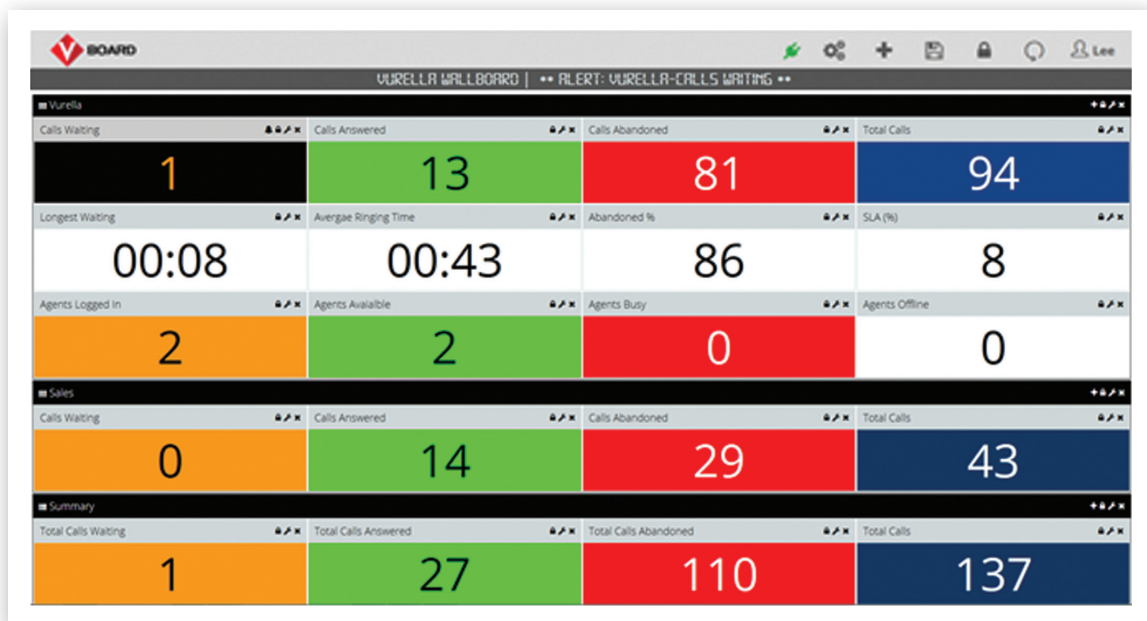 V BOARD
Lee
VURELLA WALLBOARD | •• ALERT: VURELLA-CALLS WAITING ••
Vurella
Calls Waiting Calls Answered Calls Abandoned Total Calls
1 13 81 94
Longest Waiting Avergae Ringing Time Abandoned % SLA (%)
00:08 00:43 86 8
Agents Logged In Agents Avaialble Agents Busy Agents Offline
2 2 0 0
Sales
Calls Waiting Calls Answered Calls Abandoned Total Calls
0 14 29 43
Summary
Total Calls Waiting Total Calls Answered Total Calls Abandoned Total Calls
1 27 110 137